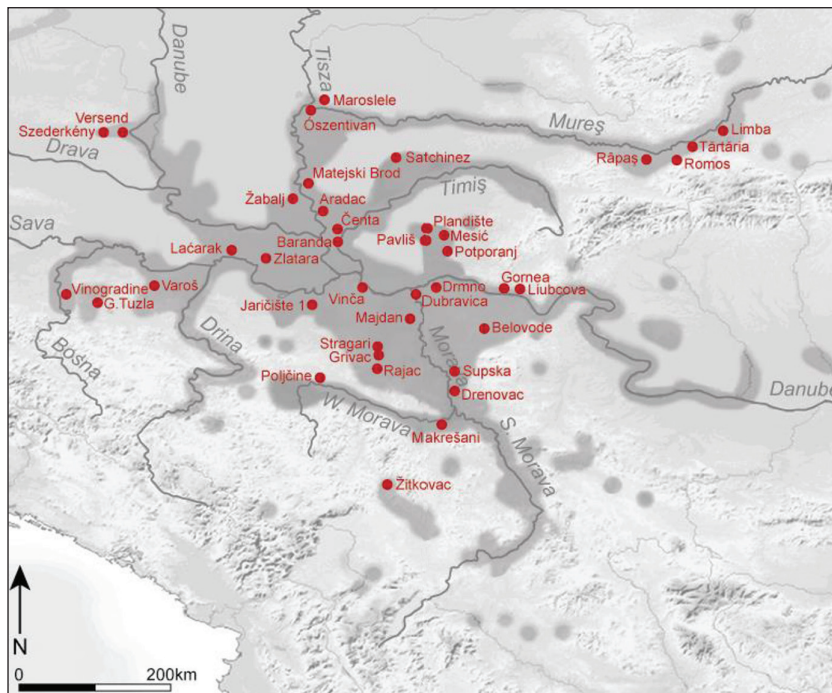 Danube
Tisza
Maroslele
Őszentivan
Mureş
Versend
Szederkény
Drava
Limba
Tărtăria
Râpaş
Romos
Satchinez
Matejski Brod
Timiş
Žabalj
Aradac
Čenta
Plandište
Baranda
Pavliš
Mesić
Sava
Laćarak
Zlatara
Potporanj
Gornea
Vinogradine
Varoš
G.Tuzla
Jaričište 1
Vinča
Drmno
Liubcova
Dubravica
Majdan
Belovode
Bosna
Drina
Morava
Stragari
Grivac
Rajac
Supska
Poljčine
Drenovac
Danube
W. Morava
Makrešani
S. Morava
Žitkovac
N
0
200km